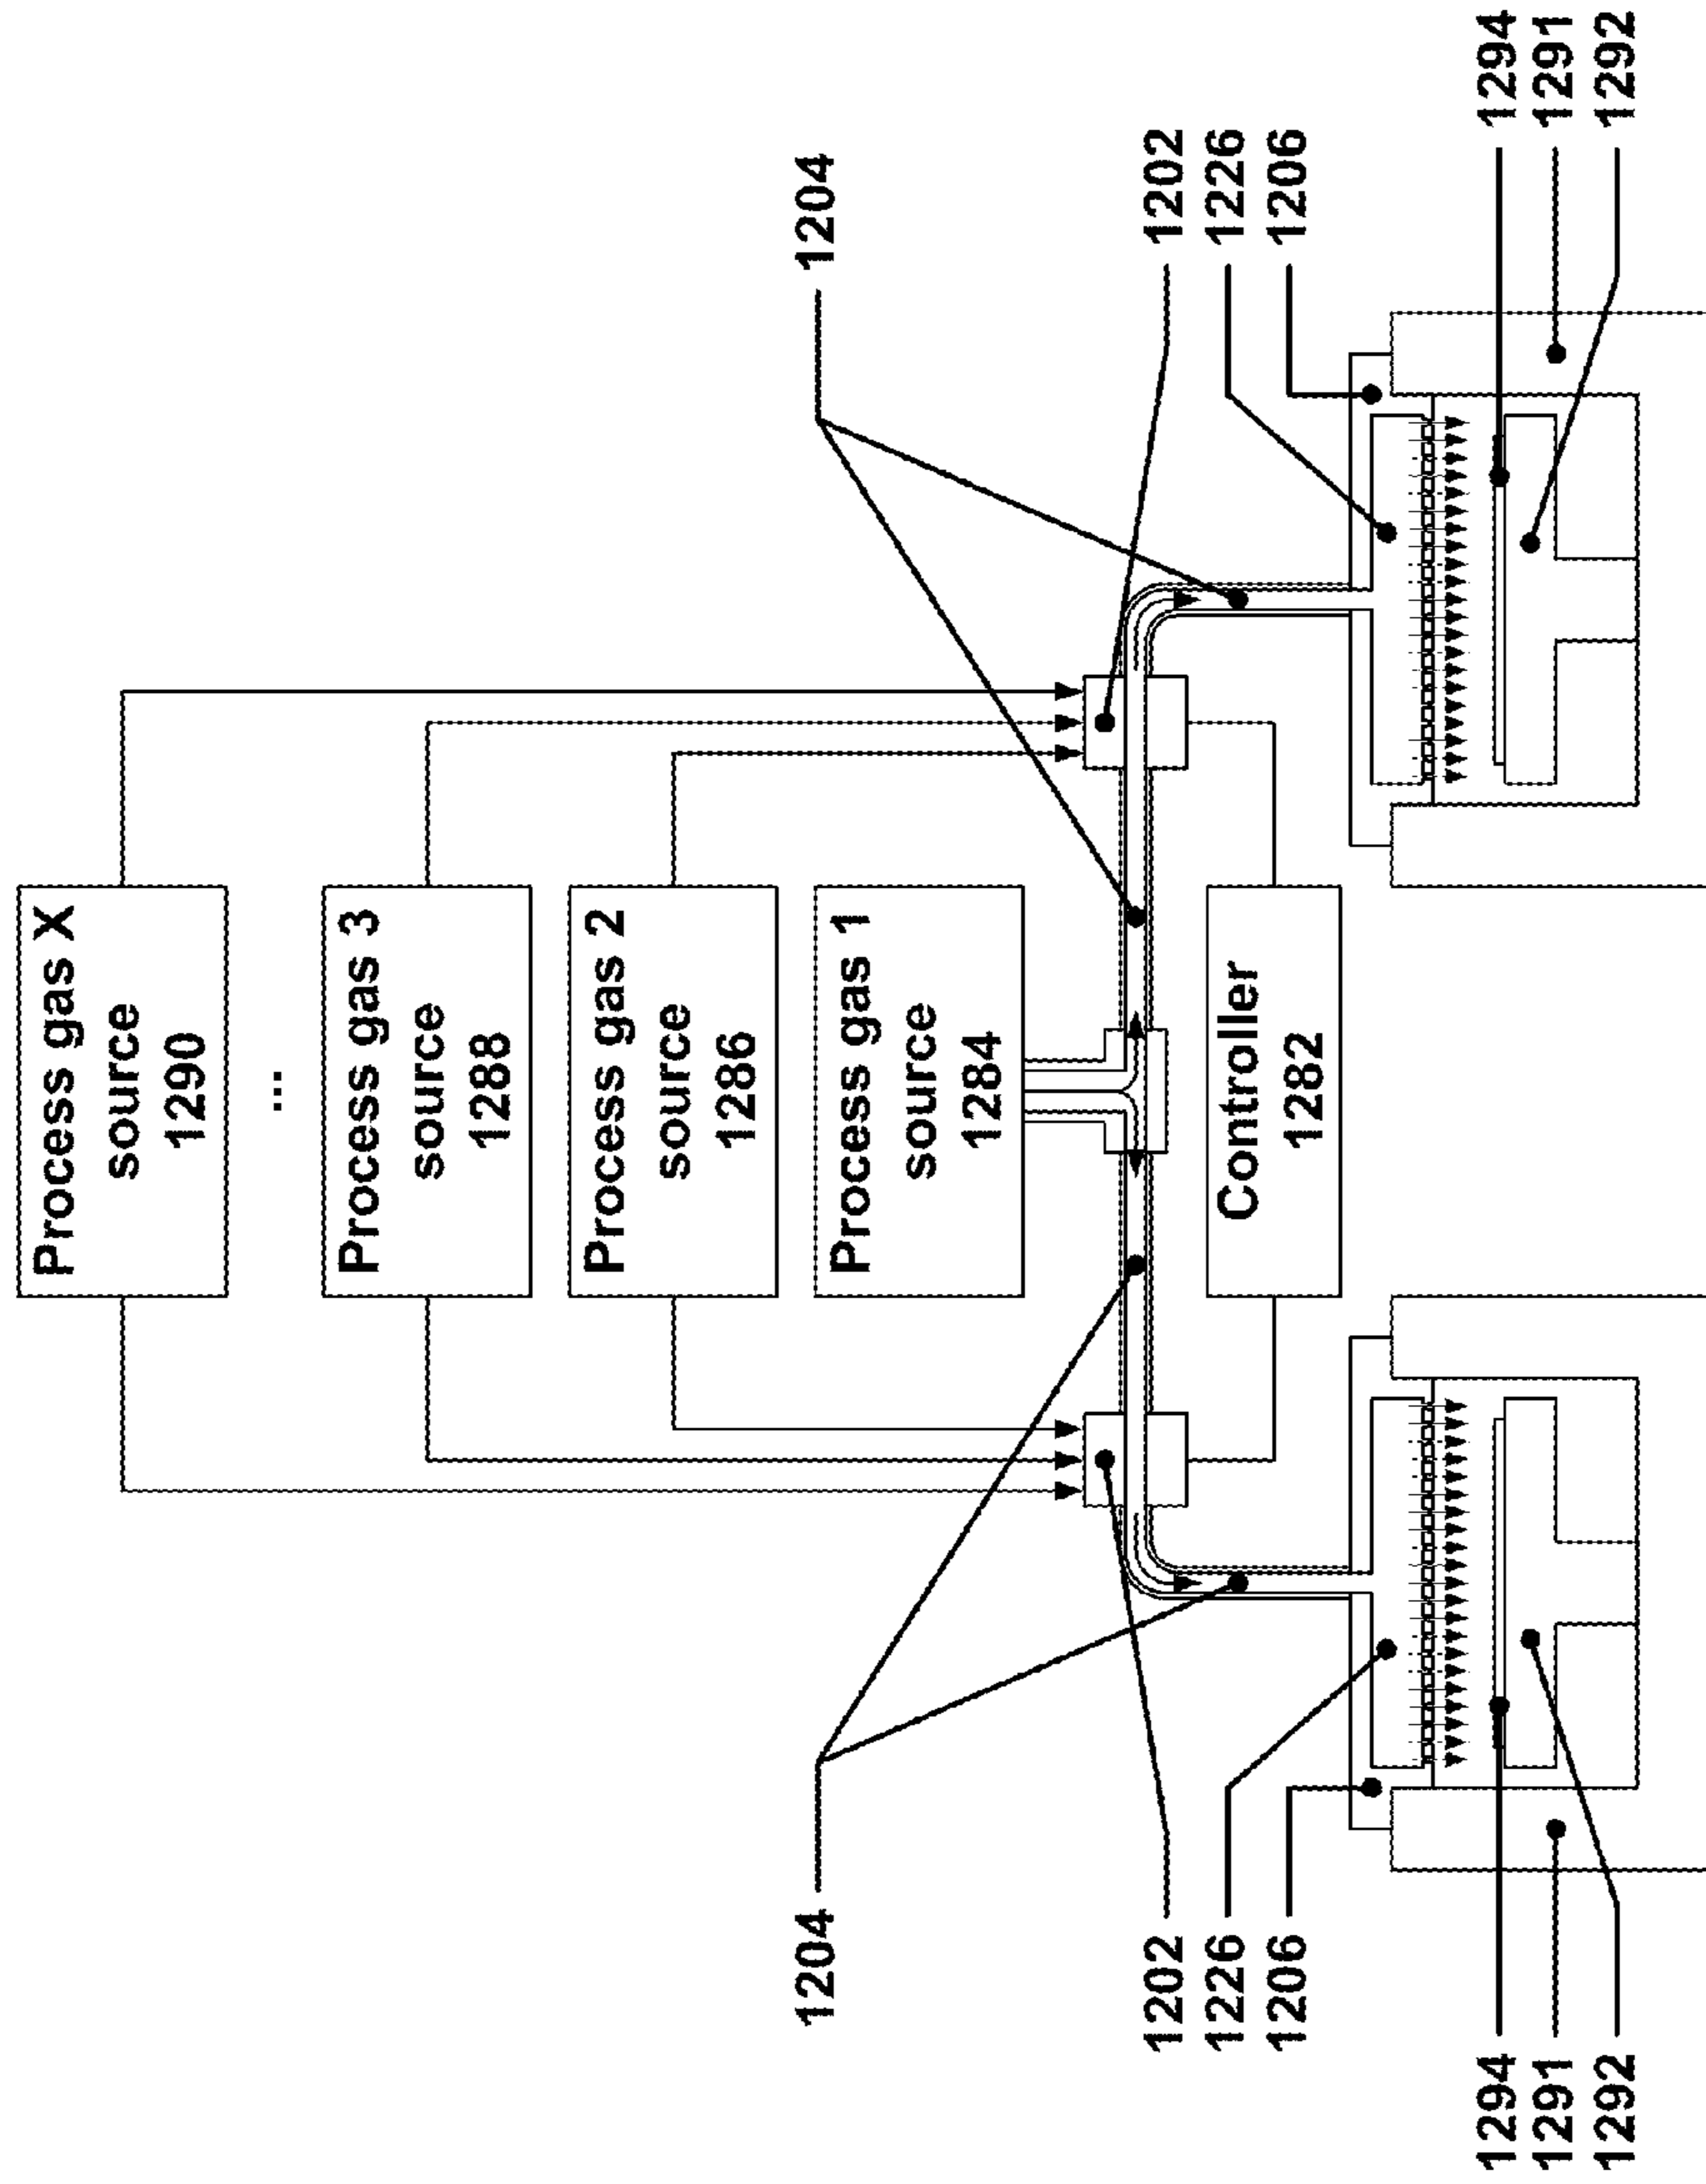 Process gas X
source
1290
...
Process gas 3
source
1288
Process gas 2
source
1286
Process gas 1
source
1284
Controller
1282
1204
1202
1226
1206
1294
1291
1292
1204
1202
1226
1206
1294
1291
1292